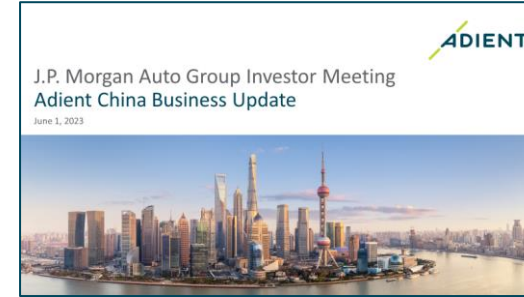 ADIENT
J.P. Morgan Auto Group Investor Meeting
Adient China Business Update
June 1, 2023